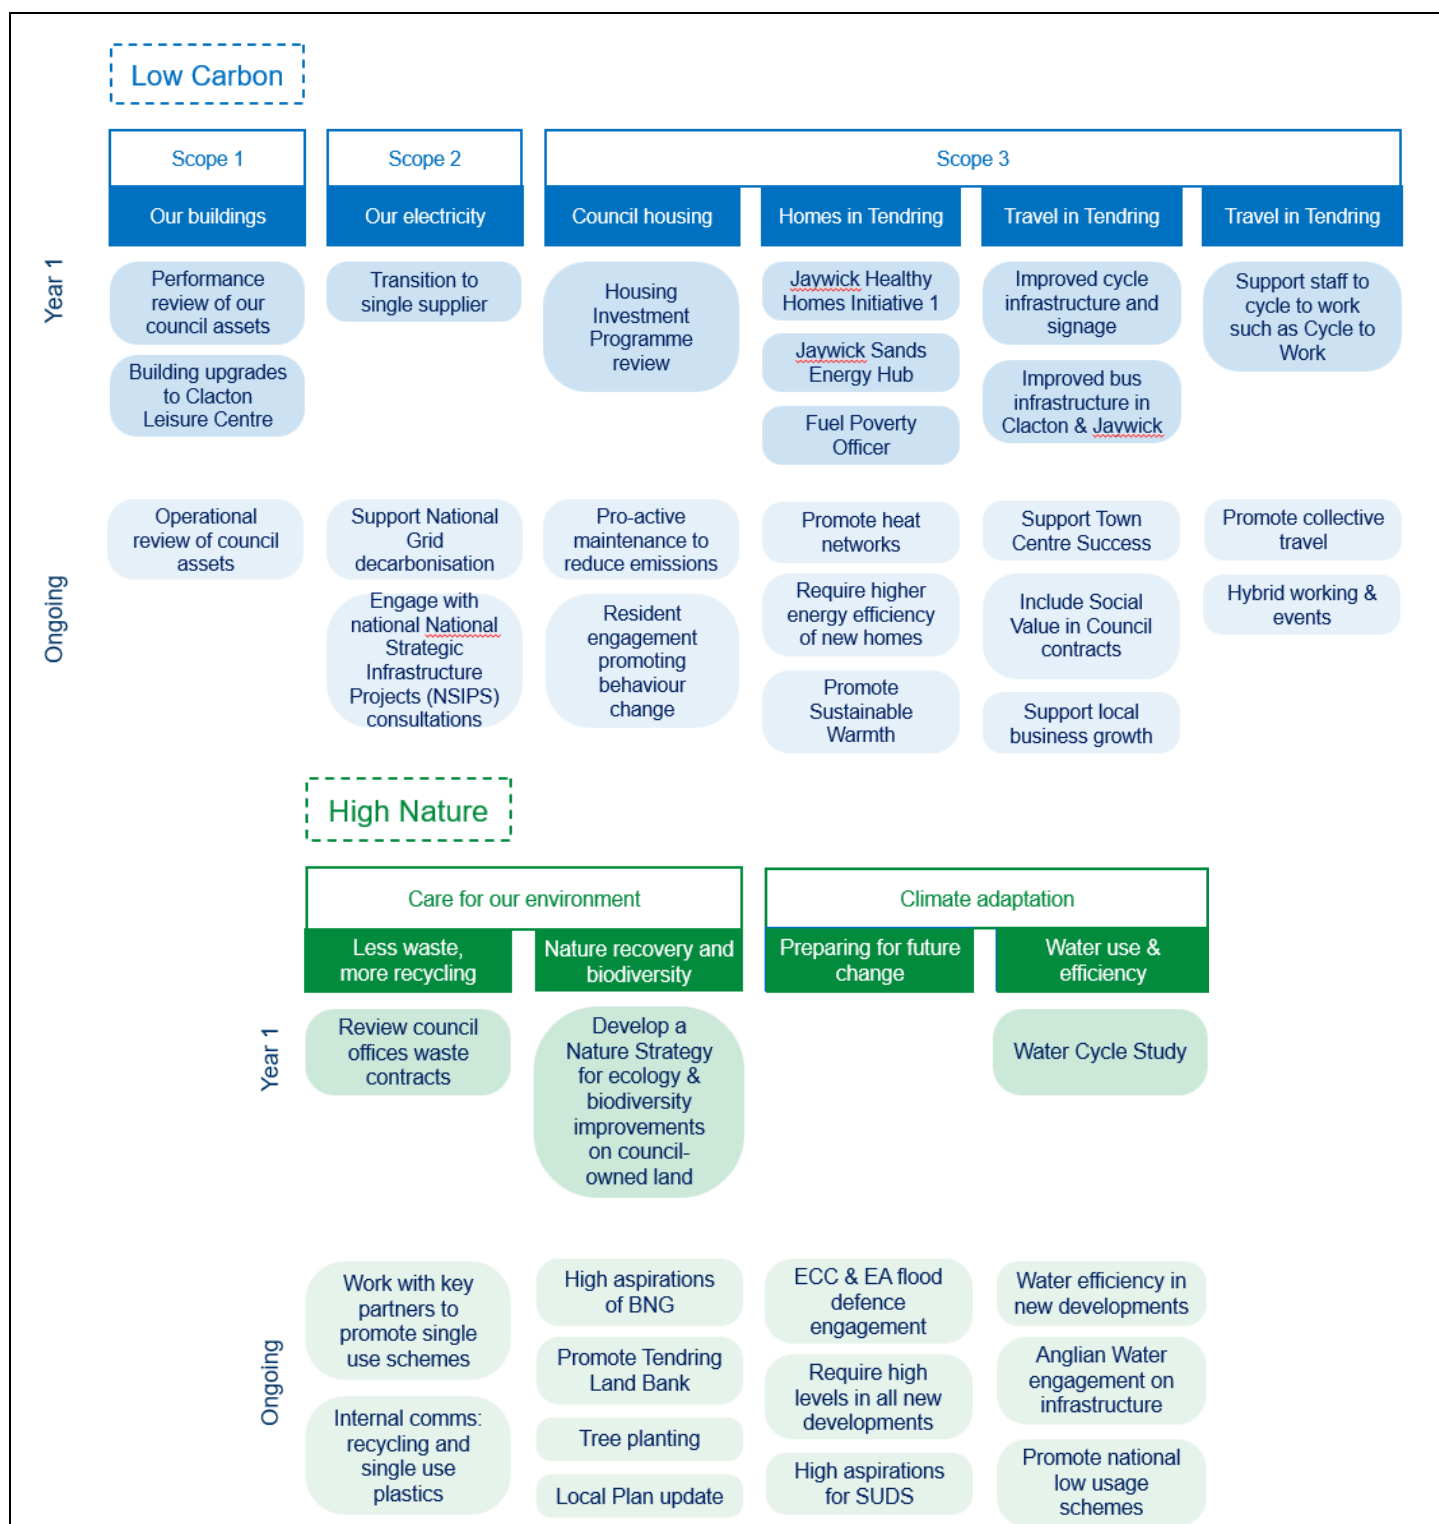 Low Carbon
Scope 1
Scope 2
Scope 3
Our buildings
Our electricity
Council housing
Homes in Tendring
Travel in Tendring
Travel in Tendring
Year 1
Performance
review of our
council assets
Building upgrades
to Clacton
Leisure Centre
Transition to
single supplier
Housing
Investment
Programme
review
Jaywick Healthy
Homes Initiative 1
Jaywick Sands
Energy Hub
Fuel Poverty
Officer
Improved cycle
infrastructure and
signage
Improved bus
infrastructure in
Clacton & Jaywick
Support staff to
cycle to work
such as Cycle to
Work
Ongoing
Operational
review of council
assets
Support National
Grid
decarbonisation
Engage with
national National
Strategic
Infrastructure
Projects (NSIPS)
consultations
Pro-active
maintenance to
reduce emissions
Resident
engagement
promoting
behaviour
change
Promote heat
networks
Require higher
energy efficiency
of new homes
Promote
Sustainable
Warmth
Support Town
Centre Success
Include Social
Value in Council
contracts
Support local
business growth
Promote collective
travel
Hybrid working &
events
High Nature
Care for our environment
Climate adaptation
Less waste,
more recycling
Nature recovery and
biodiversity
Preparing for future
change
Water use &
efficiency
Year 1
Review council
offices waste
contracts
Develop a
Nature Strategy
for ecology &
biodiversity
improvements
on council-
owned land
Water Cycle Study
Ongoing
Work with key
partners to
promote single
use schemes
Internal comms:
recycling and
single use
plastics
High aspirations
of BNG
Promote Tendring
Land Bank
Tree planting
Local Plan update
ECC & EA flood
defence
engagement
Require high
levels in all new
developments
High aspirations
for SUDS
Water efficiency in
new developments
Anglian Water
engagement on
infrastructure
Promote national
low usage
schemes